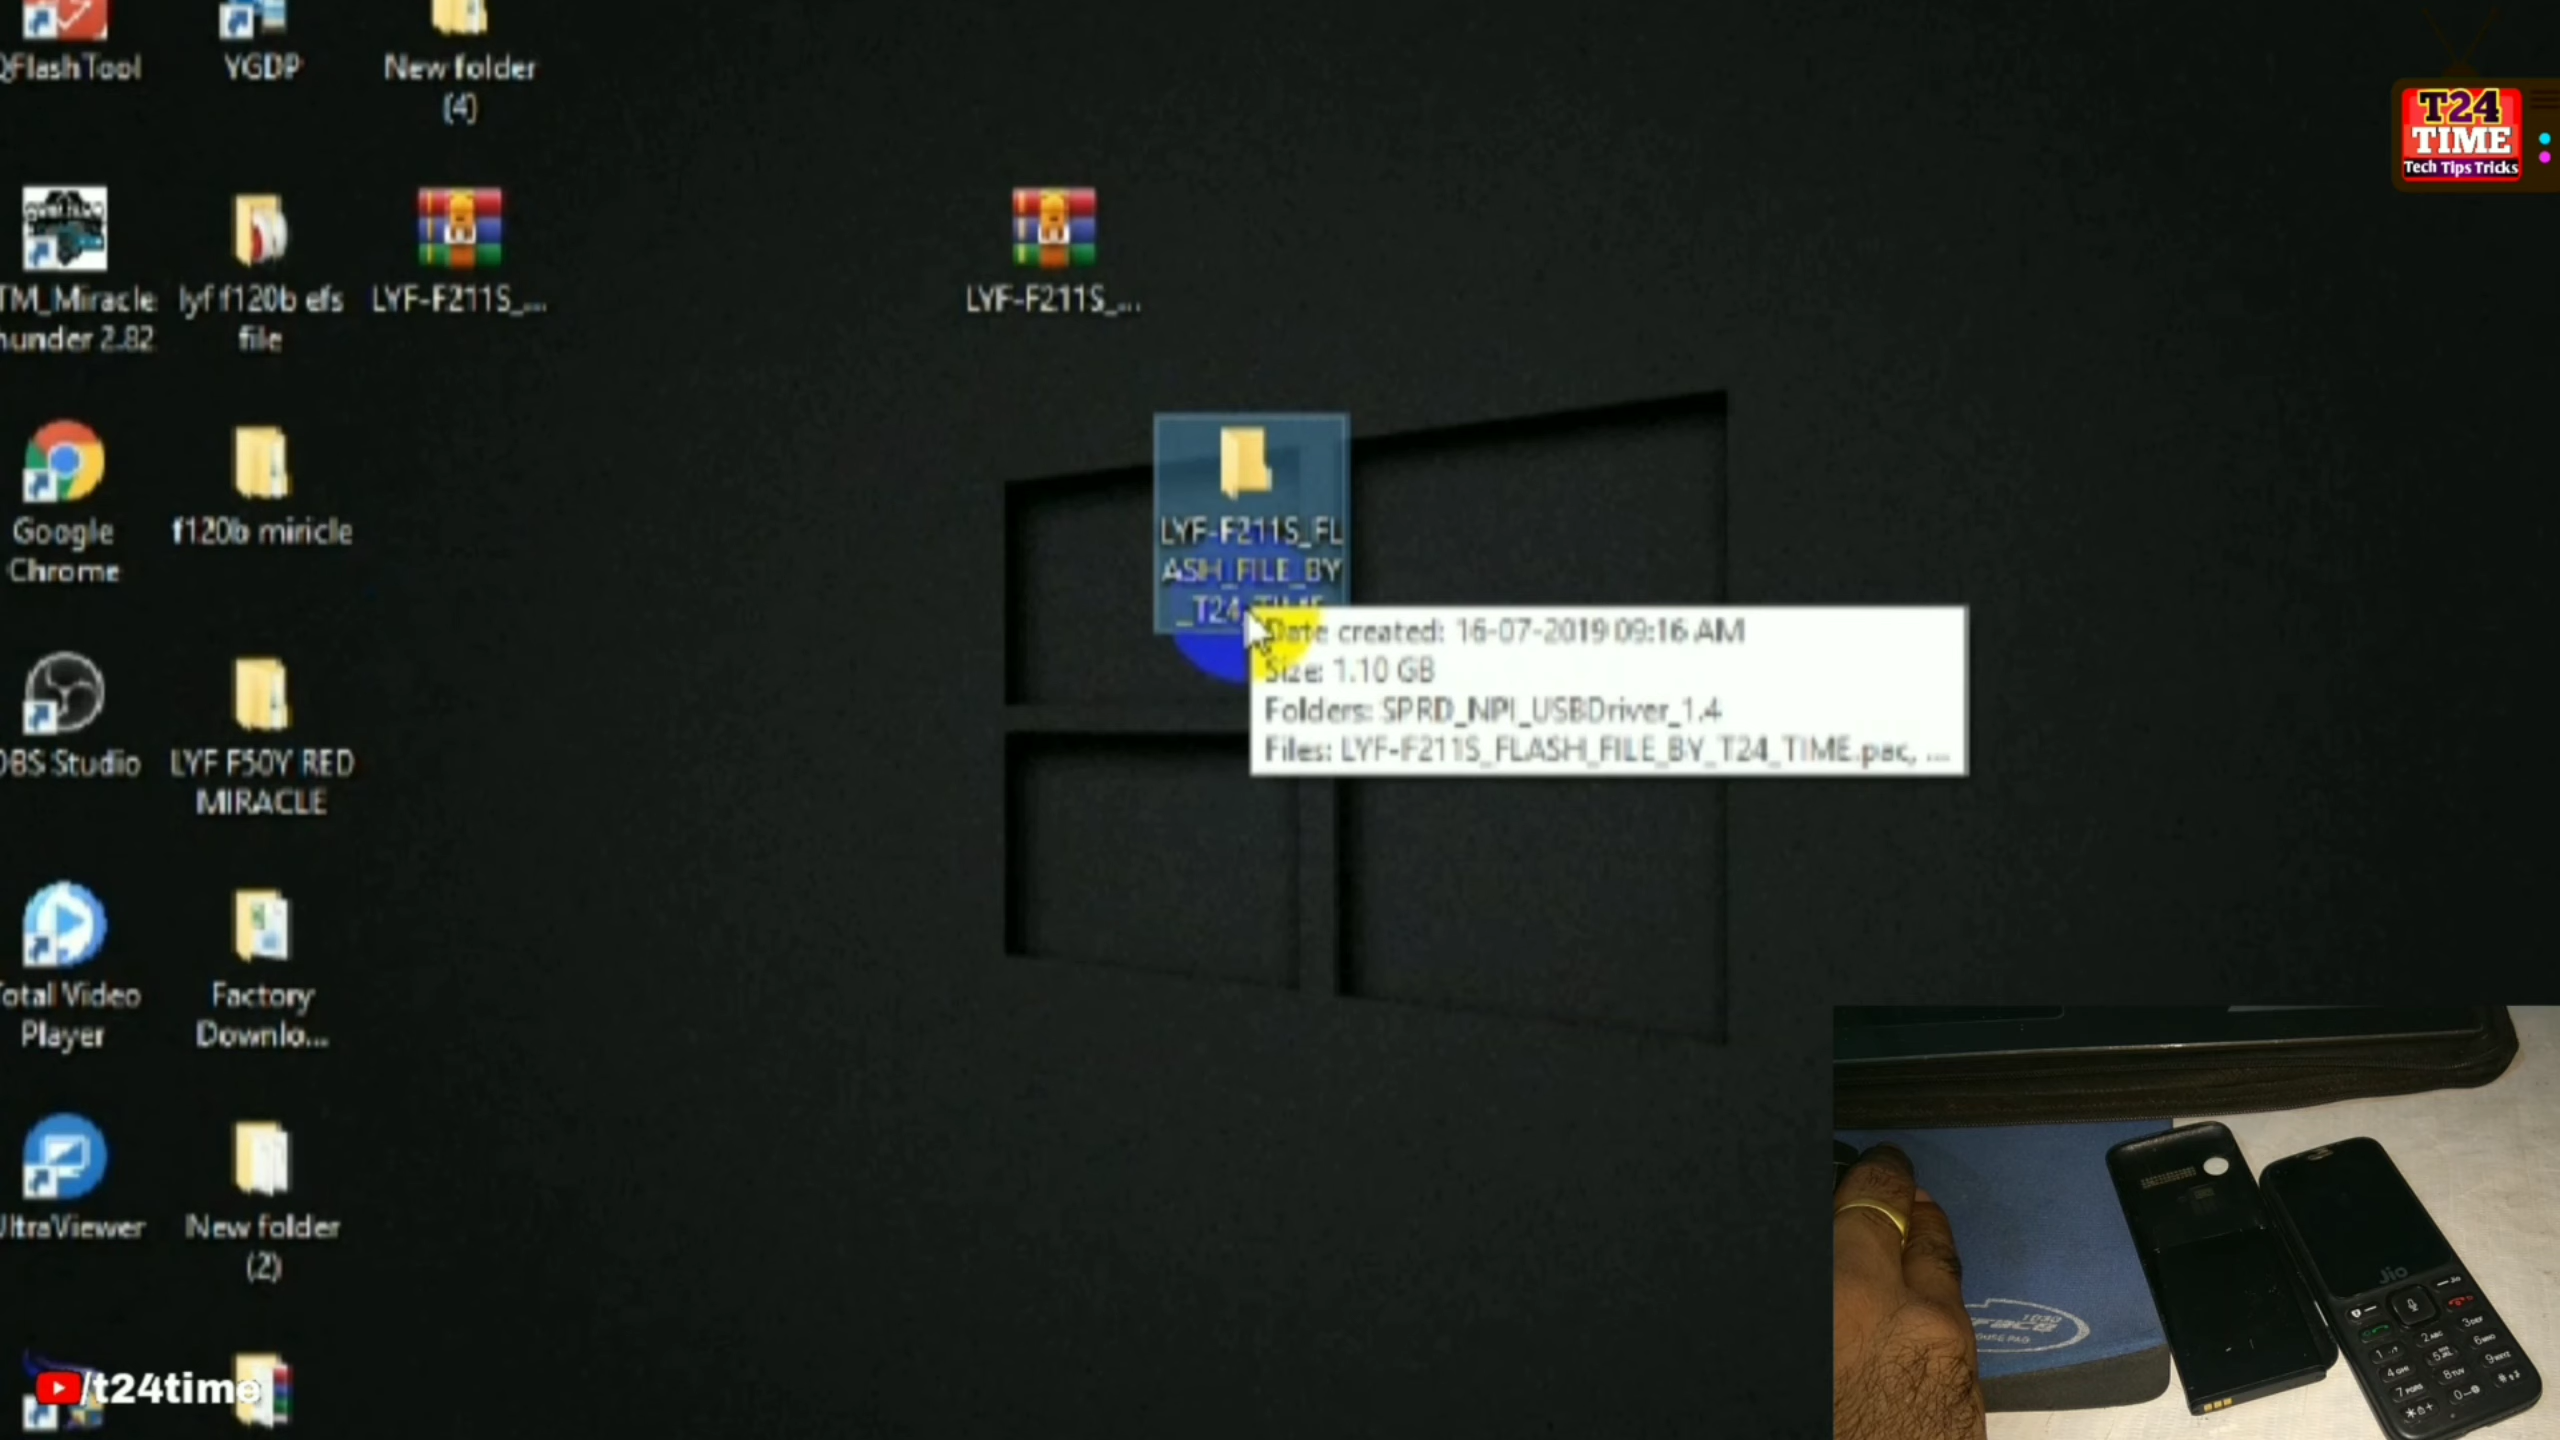 QFlashTool
YGDP
New folder
(4)
T24
TIME
Tech Tips Tricks
TM_Miracle
hunder 2.82
lyf f120b efs
file
LYF-F211S_...
LYF-F211S_...
Google
Chrome
f120b miricle
LYF-F211S_FL
ASH_FILE_BY
_T24_TIME
Date created: 16-07-2019 09:16 AM
Size: 1.10 GB
Folders: SPRD_NPI_USBDriver_1.4
Files: LYF-F211S_FLASH_FILE_BY_T24_TIME.pac, ...
OBS Studio
LYF F50Y RED
MIRACLE
Total Video
Player
Factory
Downlo...
UltraViewer
New folder
(2)
/t24time
Jio